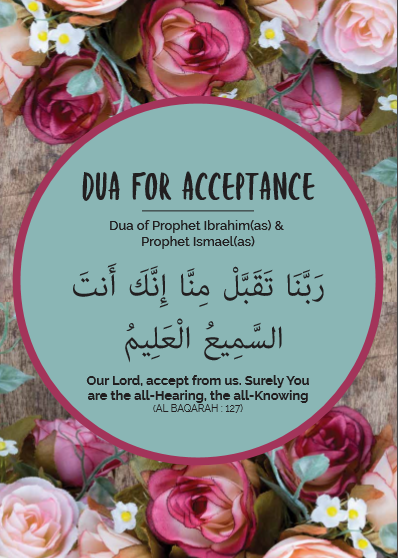 DUA FOR ACCEPTANCE
Dua of Prophet Ibrahim(as) &
Prophet Ismael(as)
رَبَّنَا تَقَبَّلْ مِنَّا إِنَّكَ أَنتَ
السَّمِيعُ الْعَلِيمُ
Our Lord, accept from us. Surely You
are the all-Hearing, the all-Knowing
(AL BAQARAH : 127)